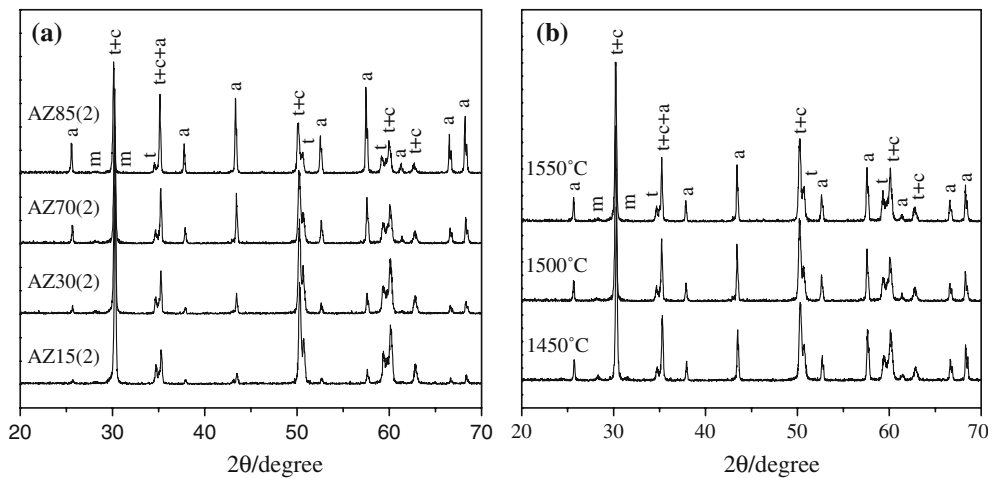 (a)
t+c
t+c+a
a
a
t+c
t+c
AZ85(2)
a
m
m
t
a
t
a
a
t+c
a
a
AZ70(2)
AZ30(2)
AZ15(2)
20 30 40 50 60 70
2θ/degree
(b)
t+c
t+c+a
t+c
1550°C
a
m
m
t
a
a
t
a
a
t
t+c
a
t+c
a
a
1500°C
1450°C
20 30 40 50 60 70
2θ/degree